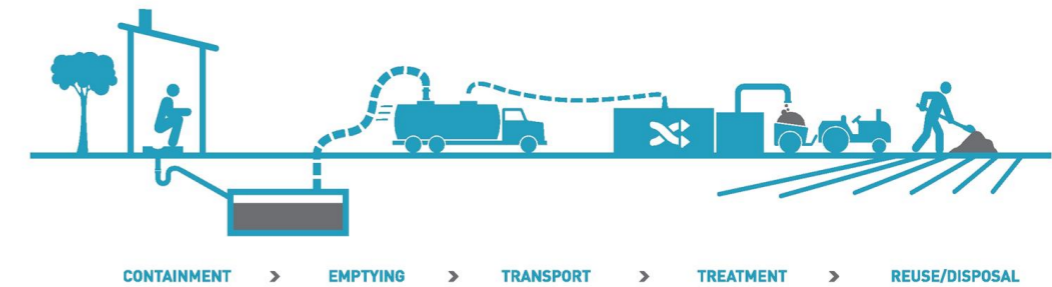 CONTAINMENT > EMPTYING > TRANSPORT > TREATMENT > REUSE/DISPOSAL